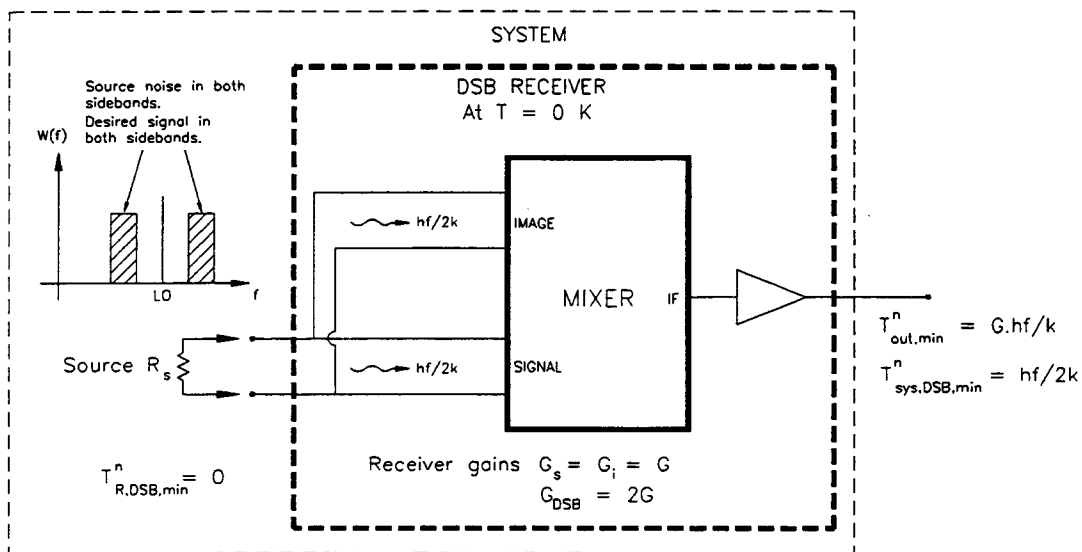 SYSTEM
Source noise in both
sidebands.
Desired signal in
both sidebands.
W(f)
LO
f
DSB RECEIVER
At T = 0 K
hf/2k
IMAGE
MIXER
IF
hf/2k
SIGNAL
Source R_s
T^n_out,min = G.hf/k
T^n_sys,DSB,min = hf/2k
T^n_R,DSB,min = 0
Receiver gains G_s = G_i = G
G_DSB = 2G